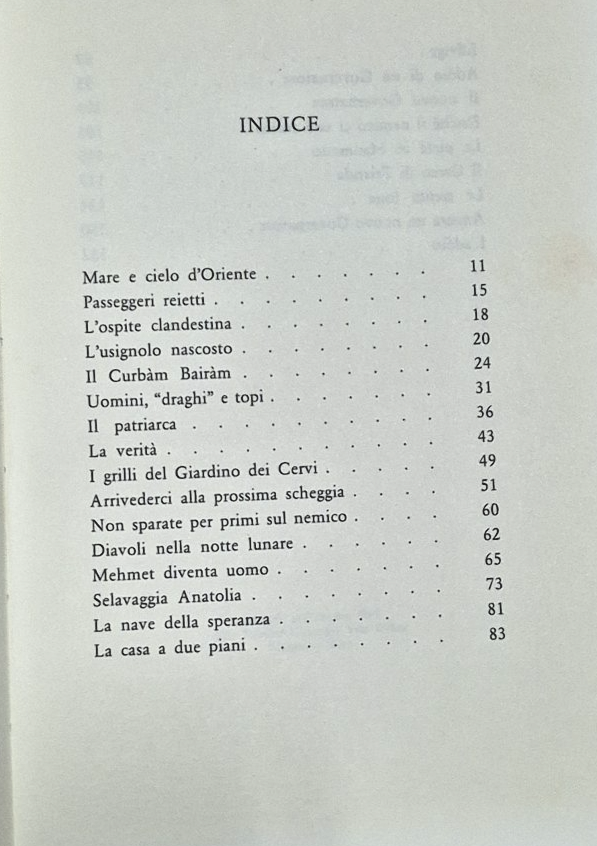 INDICE
Mare e cielo d'Oriente . . . . . . . 11
Passeggeri reietti . . . . . . . . . 15
L'ospite clandestina . . . . . . . . 18
L'usignolo nascosto . . . . . . . . 20
Il Curbàm Bairàm . . . . . . . . 24
Uomini, “draghi” e topi . . . . . . . 31
Il patriarca . . . . . . . . . . 36
La verità . . . . . . . . . . . 43
I grilli del Giardino dei Cervi . . . . . 49
Arrivederci alla prossima scheggia . . . . 51
Non sparate per primi sul nemico . . . . 60
Diavoli nella notte lunare . . . . . . 62
Mehmet diventa uomo . . . . . . . 65
Selavaggia Anatolia . . . . . . . . 73
La nave della speranza . . . . . . . 81
La casa a due piani . . . . . . . . 83